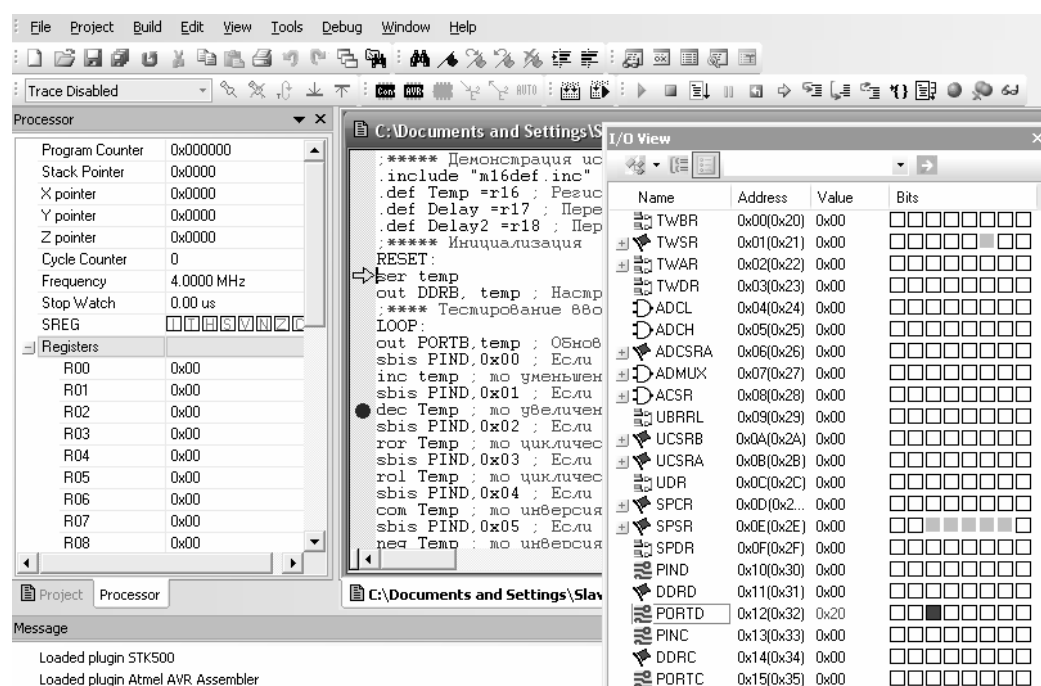 File Project Build Edit View Tools Debug Window Help
Trace Disabled
Con AVR AUTO
Processor
Program Counter 0x000000
Stack Pointer 0x0000
X pointer 0x0000
Y pointer 0x0000
Z pointer 0x0000
Cycle Counter 0
Frequency 4.0000 MHz
Stop Watch 0.00 us
SREG I T H S V N Z C
Registers
R00 0x00
R01 0x00
R02 0x00
R03 0x00
R04 0x00
R05 0x00
R06 0x00
R07 0x00
R08 0x00
Project Processor
C:\Documents and Settings\S
;***** Демонстрация ис
.include "m16def.inc"
.def Temp =r16 ; Регис
.def Delay =r17 ; Пере
.def Delay2 =r18 ; Пер
;***** Инициализация
RESET:
ser temp
out DDRB, temp ; Настр
;**** Тестирование вво
LOOP:
out PORTB,temp ; Обнов
sbis PIND,0x00 ; Если
inc temp ; то уменьшен
sbis PIND,0x01 ; Если
dec Temp ; то увеличен
sbis PIND,0x02 ; Если
ror Temp ; то цикличес
sbis PIND,0x03 ; Если
rol Temp ; то цикличес
sbis PIND,0x04 ; Если
com Temp ; то инверсия
sbis PIND,0x05 ; Если
neg Temp ; то инверсия
C:\Documents and Settings\Slav
I/O View
Name Address Value Bits
TWBR 0x00(0x20) 0x00
TWSR 0x01(0x21) 0x00
TWAR 0x02(0x22) 0x00
TWDR 0x03(0x23) 0x00
ADCL 0x04(0x24) 0x00
ADCH 0x05(0x25) 0x00
ADCSRA 0x06(0x26) 0x00
ADMUX 0x07(0x27) 0x00
ACSR 0x08(0x28) 0x00
UBRRL 0x09(0x29) 0x00
UCSRB 0x0A(0x2A) 0x00
UCSRA 0x0B(0x2B) 0x00
UDR 0x0C(0x2C) 0x00
SPCR 0x0D(0x2... 0x00
SPSR 0x0E(0x2E) 0x00
SPDR 0x0F(0x2F) 0x00
PIND 0x10(0x30) 0x00
DDRD 0x11(0x31) 0x00
PORTD 0x12(0x32) 0x20
PINC 0x13(0x33) 0x00
DDRC 0x14(0x34) 0x00
PORTC 0x15(0x35) 0x00
Message
Loaded plugin STK500
Loaded plugin Atmel AVR Assembler